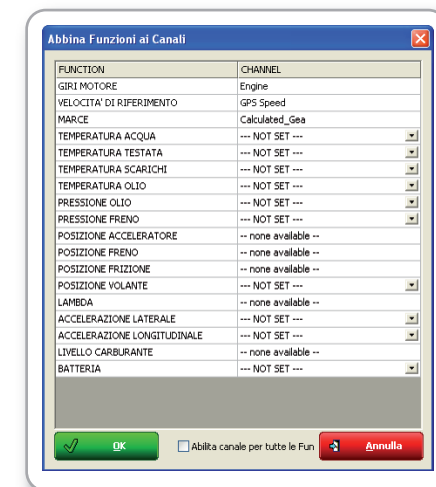 Abbina Funzioni ai Canali
FUNCTION CHANNEL
GIRI MOTORE Engine
VELOCITA' DI RIFERIMENTO GPS Speed
MARCE Calculated_Gea
TEMPERATURA ACQUA --- NOT SET ---
TEMPERATURA TESTATA --- NOT SET ---
TEMPERATURA SCARICHI --- NOT SET ---
TEMPERATURA OLIO --- NOT SET ---
PRESSIONE OLIO --- NOT SET ---
PRESSIONE FRENO --- NOT SET ---
POSIZIONE ACCELERATORE -- none available --
POSIZIONE FRENO -- none available --
POSIZIONE FRIZIONE -- none available --
POSIZIONE VOLANTE --- NOT SET ---
LAMBDA -- none available --
ACCELERAZIONE LATERALE --- NOT SET ---
ACCELERAZIONE LONGITUDINALE --- NOT SET ---
LIVELLO CARBURANTE -- none available --
BATTERIA --- NOT SET ---
OK Abilita canale per tutte le Fun Annulla